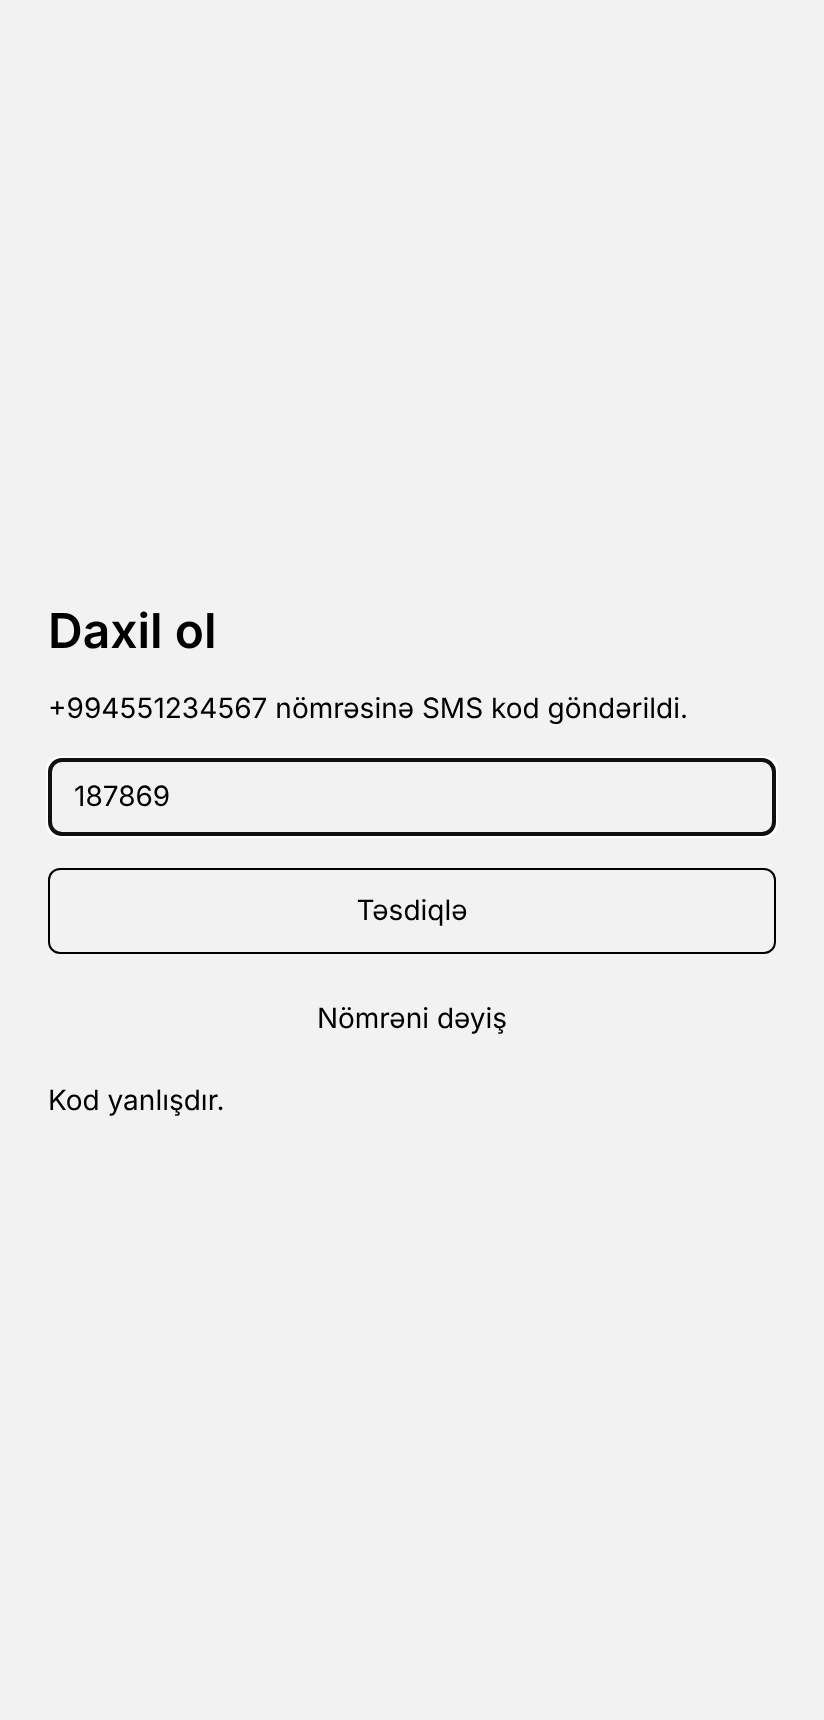 Daxil ol
+994551234567 nömrəsinə SMS kod göndərildi.
187869
Təsdiqlə
Nömrəni dəyiş
Kod yanlışdır.